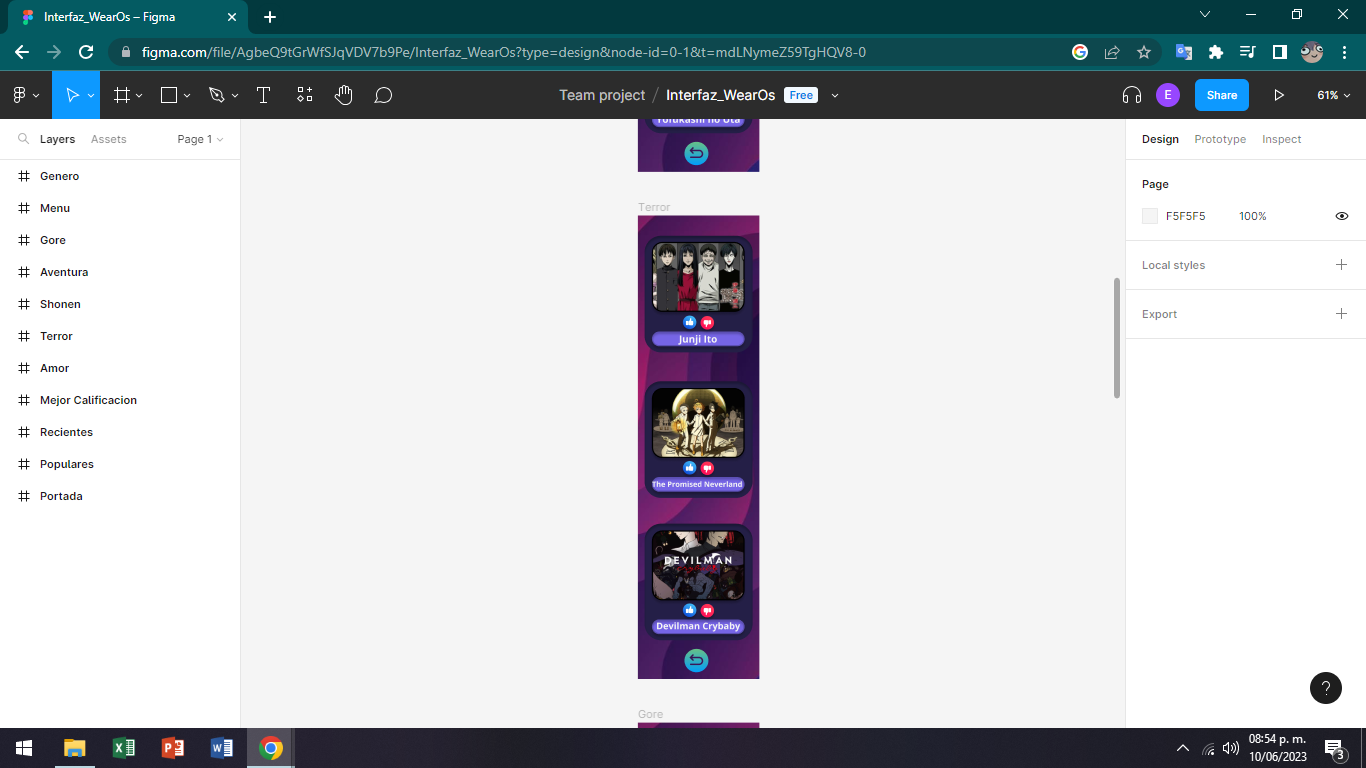 Interfaz_WearOs – Figma
figma.com/file/AgbeQ9tGrWfSJqVDV7b9Pe/Interfaz_WearOs?type=design&node-id=0-1&t=mdLNymeZ59TgHQV8-0
Team project / Interfaz_WearOs Free
E
Share
61%
Layers Assets Page 1
Genero
Menu
Gore
Aventura
Shonen
Terror
Amor
Mejor Calificacion
Recientes
Populares
Portada
Yofukashi no Uta
Terror
Junji Ito
The Promised Neverland
DEVILMAN
Devilman Crybaby
Gore
Design Prototype Inspect
Page
F5F5F5 100%
Local styles
Export
?
08:54 p. m.
10/06/2023
3